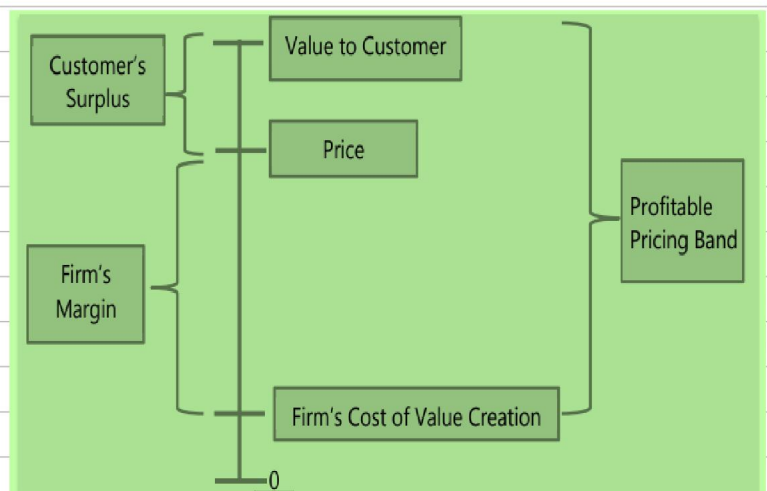 Value to Customer
Customer's
Surplus
Price
Profitable
Pricing Band
Firm's
Margin
Firm's Cost of Value Creation
0